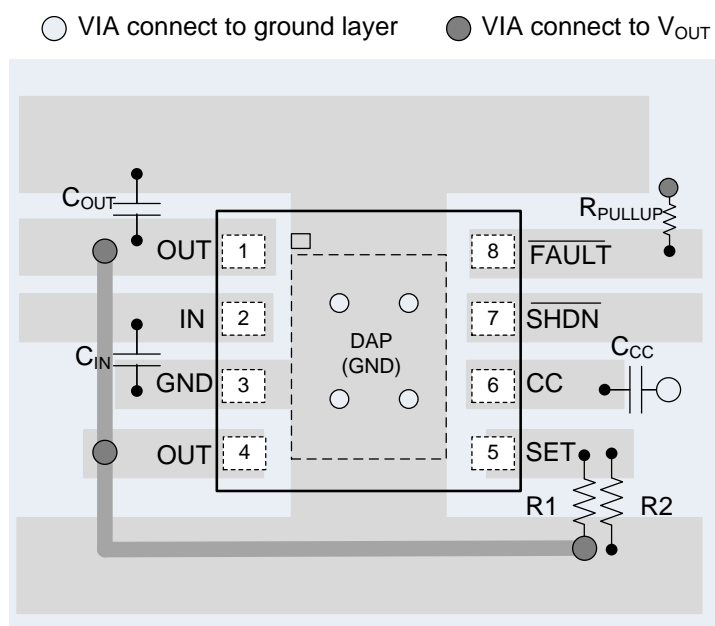 VIA connect to ground layer
VIA connect to VOUT
COUT
RPULLUP
OUT 1
8 FAULT
IN 2
7 SHDN
DAP
(GND)
CIN
CCC
GND 3
6 CC
OUT 4
5 SET
R1
R2